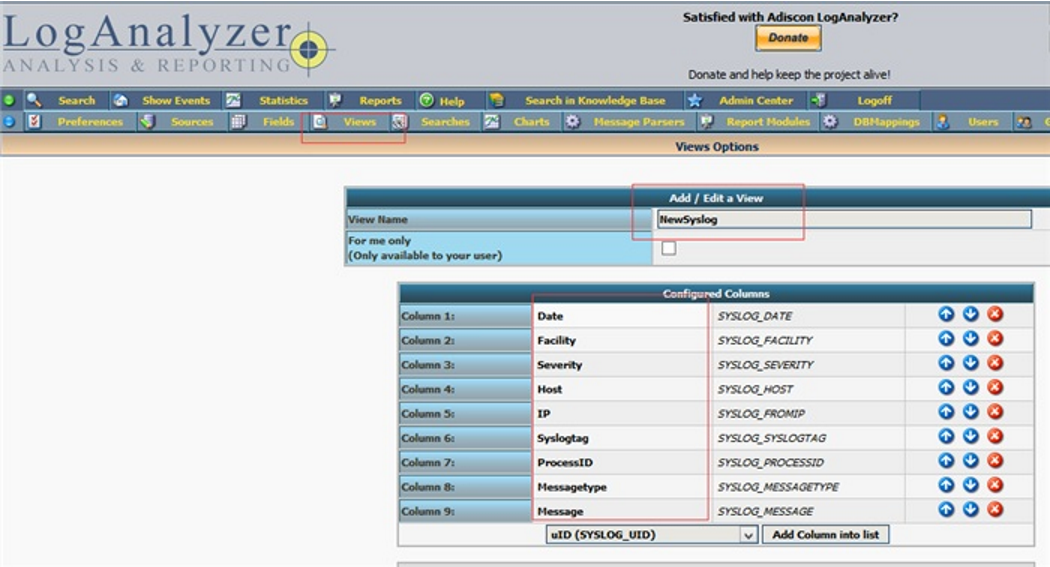 Satisfied with Adiscon LogAnalyzer?
LogAnalyzer
Donate
ANALYSIS & REPORTING
Donate and help keep the project alive!
Search Show Events Statistics Reports Help Search in Knowledge Base Admin Center Logoff
Preferences Sources Fields Views Searches Charts Message Parsers Report Modules DBMappings Users
Views Options
Add / Edit a View
View Name NewSyslog
For me only
(Only available to your user)
Configured Columns
Column 1: Date SYSLOG_DATE
Column 2: Facility SYSLOG_FACILITY
Column 3: Severity SYSLOG_SEVERITY
Column 4: Host SYSLOG_HOST
Column 5: IP SYSLOG_FROMIP
Column 6: Syslogtag SYSLOG_SYSLOGTAG
Column 7: ProcessID SYSLOG_PROCESSID
Column 8: Messagetype SYSLOG_MESSAGETYPE
Column 9: Message SYSLOG_MESSAGE
uID (SYSLOG_UID) Add Column into list